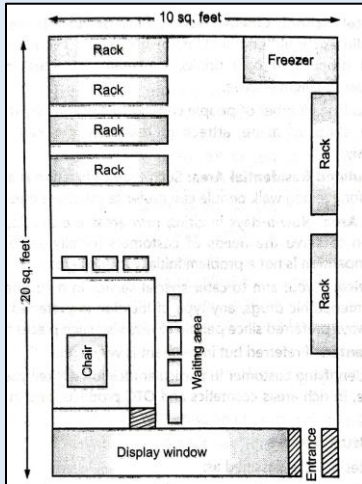 10 sq. feet
Rack
Freezer
Rack
Rack
Rack
Rack
20 sq. feet
Rack
Chair
Waiting area
Display window
Entrance